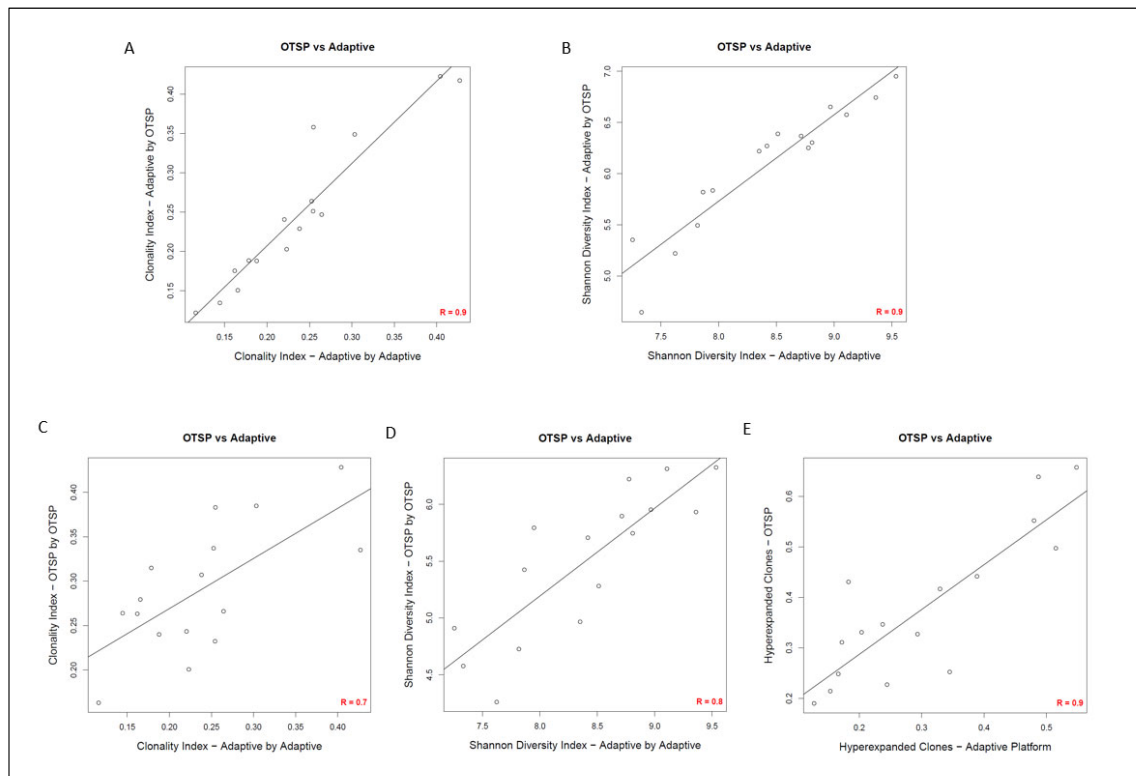 A
OTSP vs Adaptive
Clonality Index − Adaptive by OTSP
0.40
0.35
0.30
0.25
0.20
0.15
0.15 0.20 0.25 0.30 0.35 0.40
R = 0.9
Clonality Index − Adaptive by Adaptive
B
OTSP vs Adaptive
Shannon Diversity Index − Adaptive by OTSP
7.0
6.5
6.0
5.5
5.0
7.5 8.0 8.5 9.0 9.5
R = 0.9
Shannon Diversity Index − Adaptive by Adaptive
C
OTSP vs Adaptive
Clonality Index − OTSP by OTSP
0.40
0.35
0.30
0.25
0.20
0.15 0.20 0.25 0.30 0.35 0.40
R = 0.7
Clonality Index − Adaptive by Adaptive
D
OTSP vs Adaptive
Shannon Diversity Index − OTSP by OTSP
6.0
5.5
5.0
4.5
7.5 8.0 8.5 9.0 9.5
R = 0.8
Shannon Diversity Index − Adaptive by Adaptive
E
OTSP vs Adaptive
Hyperexpanded Clones − OTSP
0.6
0.5
0.4
0.3
0.2
0.2 0.3 0.4 0.5
R = 0.9
Hyperexpanded Clones − Adaptive Platform